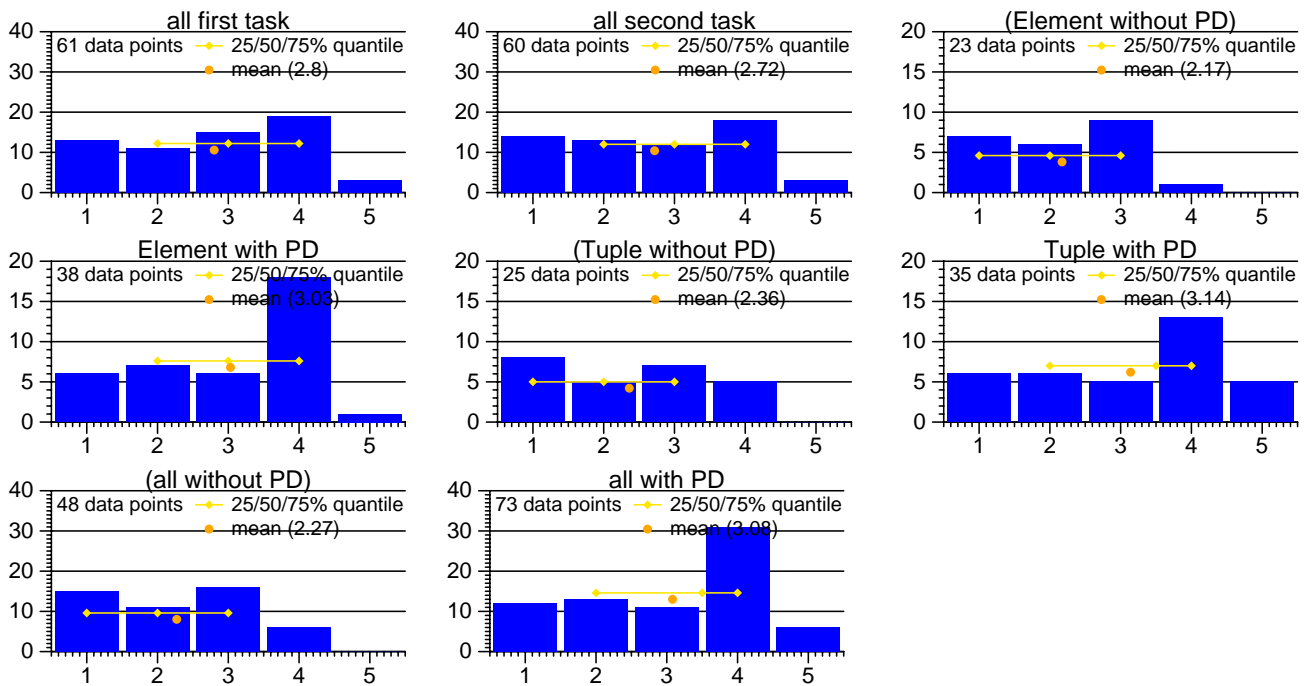 all first task
40
30
20
10
0
61 data points
25/50/75% quantile
mean (2.8)
1 2 3 4 5
all second task
40
30
20
10
0
60 data points
25/50/75% quantile
mean (2.72)
1 2 3 4 5
(Element without PD)
20
15
10
5
0
23 data points
25/50/75% quantile
mean (2.17)
1 2 3 4 5
Element with PD
20
15
10
5
0
38 data points
25/50/75% quantile
mean (3.03)
1 2 3 4 5
(Tuple without PD)
20
15
10
5
0
25 data points
25/50/75% quantile
mean (2.36)
1 2 3 4 5
Tuple with PD
20
15
10
5
0
35 data points
25/50/75% quantile
mean (3.14)
1 2 3 4 5
(all without PD)
40
30
20
10
0
48 data points
25/50/75% quantile
mean (2.27)
1 2 3 4 5
all with PD
40
30
20
10
0
73 data points
25/50/75% quantile
mean (3.08)
1 2 3 4 5